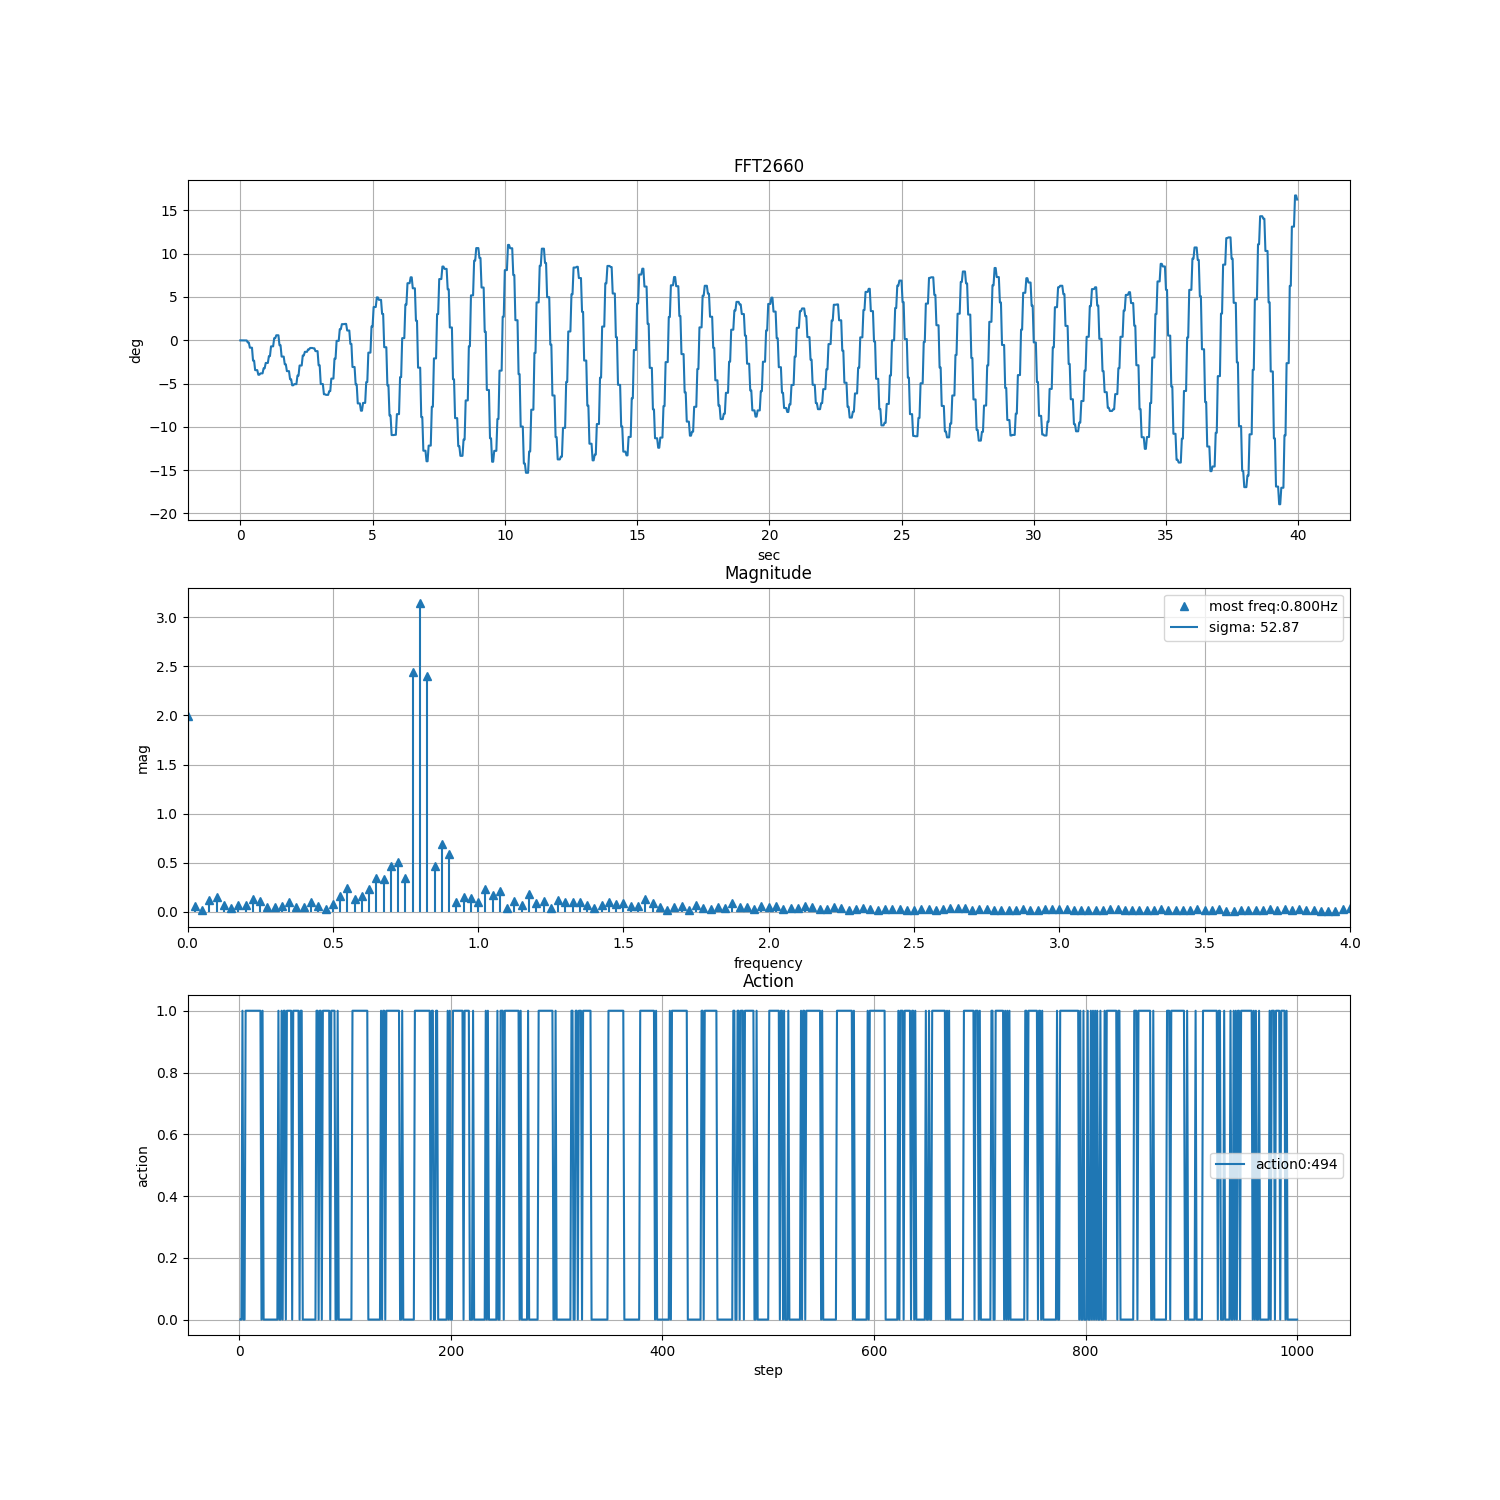 FFT2660
15
10
5
0
−5
−10
−15
−20
deg
0 5 10 15 20 25 30 35 40
sec
Magnitude
3.0
2.5
2.0
1.5
1.0
0.5
0.0
mag
most freq:0.800Hz
sigma: 52.87
0.0 0.5 1.0 1.5 2.0 2.5 3.0 3.5 4.0
frequency
Action
1.0
0.8
0.6
0.4
0.2
0.0
action
action0:494
0 200 400 600 800 1000
step